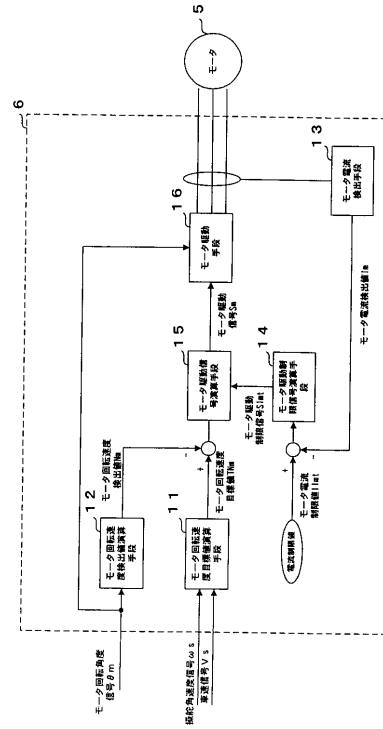 6
5
モータ
モータ回転角度
信号θm
12
モータ回転速
度検出値演算
手段
モータ回転速度
検出値Nm
16
モータ駆動
手段
13
モータ電流
検出手段
操舵角速度信号ωs
車速信号Vs
11
モータ回転速
度目標値演算
手段
+
-
モータ回転速度
目標値TNm
15
モータ駆動信
号演算手段
モータ駆動
信号Sm
モータ駆動
制限信号Slmt
14
モータ駆動制
限信号演算手
段
電流制限値
+
-
モータ電流
制限値Ilmt
モータ電流検出値Im